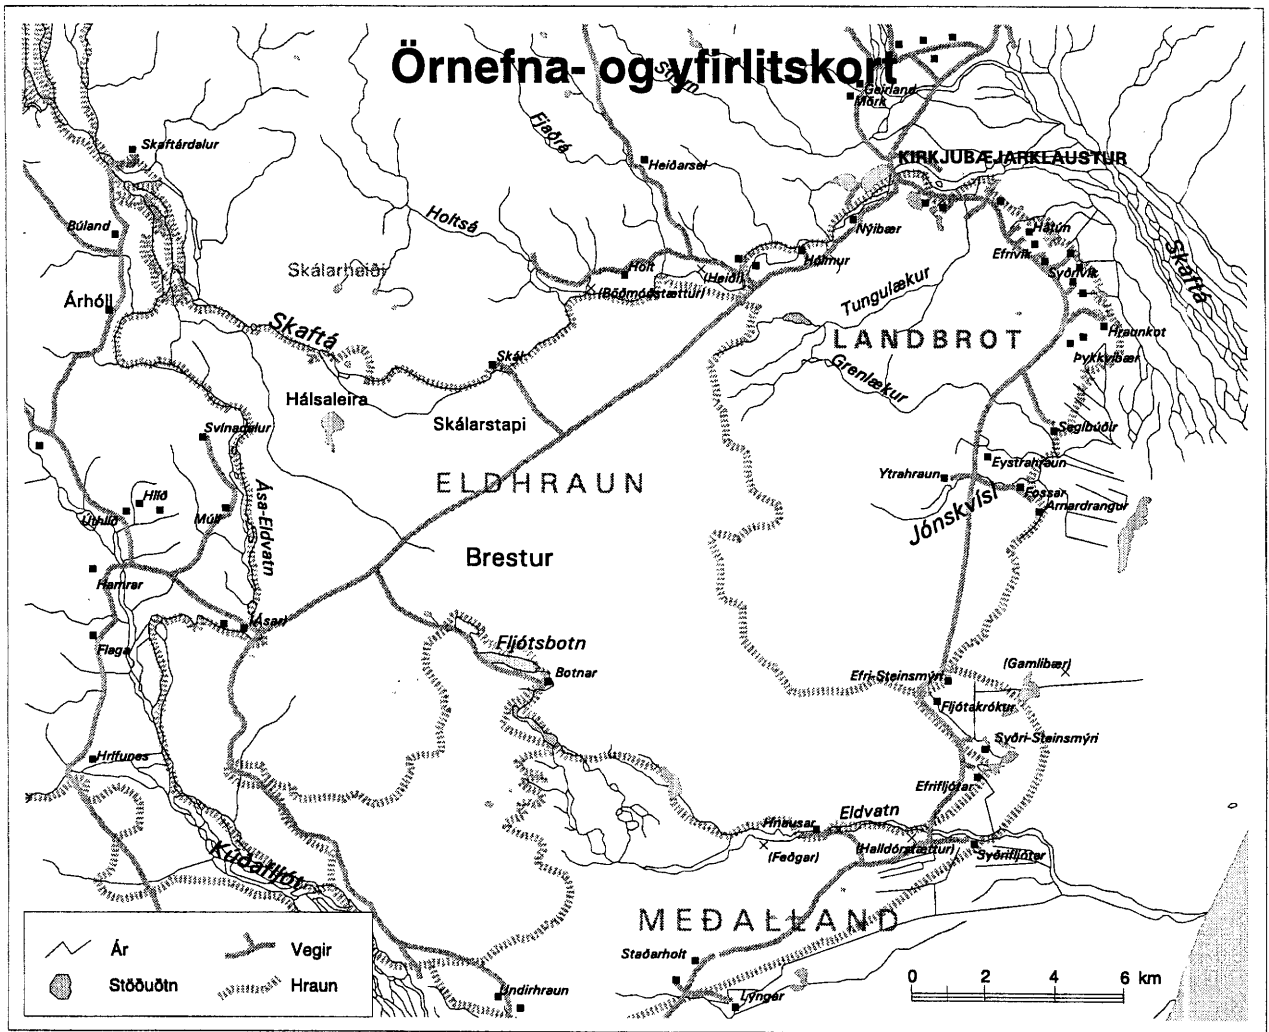 Örnefna- og yfirlitskort
Geirland
Mörk
Fjaðrá
Skaftárdalur
Heiðarsel
KIRKJUBÆJARKLAUSTUR
Holtsá
Búland
Nýibær
Hátún
Efrivík
Skaftá
Skálarheiði
Holt
(Heiði)
Hólmur
Syðrivík
(Böðmóðstættur)
Tungulækur
Árhóll
Skaftá
LANDBROT
Hraunkot
Skál
Þykkvibær
Grenlækur
Hálsaleira
Skálarstapi
Svínadalur
Seglbúðir
Eystrahraun
Ytrahraun
ELDHRAUN
Ása-Eldvatn
Hlíð
Fossar
Úthlíð
Múli
Arnardrangur
Jónskvísl
Brestur
Hamrar
(Ásar)
Flaga
Fljótsbotn
Botnar
(Gamlibær)
Efri-Steinsmýri
Fljótakrókur
Syðri-Steinsmýri
Hrífunes
Efrifljótar
Eldvatn
Hnausar
(Feðgar)
(Halldórstættur)
Syðrifljótar
Kúðafljót
MEÐALLAND
Ár
Vegir
Stöðuötn
Hraun
Staðarholt
Undirhraun
Lyngar
0 2 4 6 km